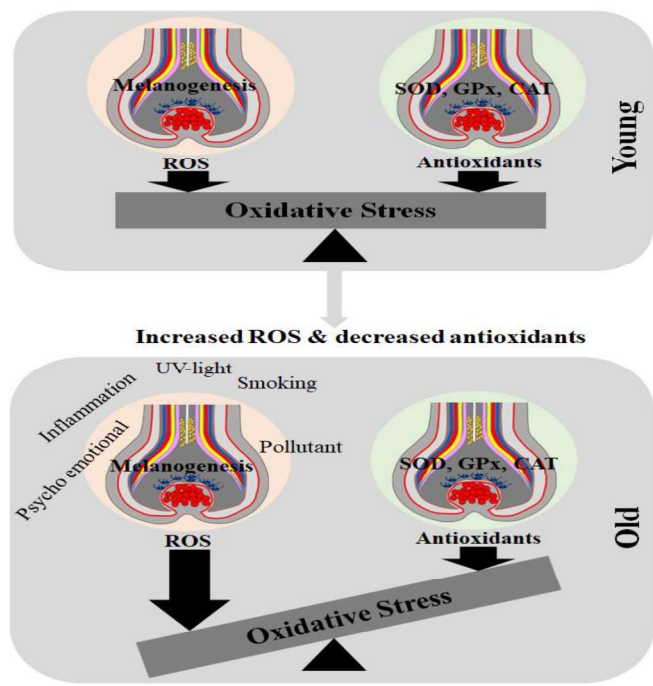 Melanogenesis
SOD, GPx, CAT
ROS
Antioxidants
Oxidative Stress
Young
Increased ROS & decreased antioxidants
UV-light
Smoking
Inflammation
Pollutant
Psycho emotional
Melanogenesis
SOD, GPx, CAT
ROS
Antioxidants
Oxidative Stress
Old